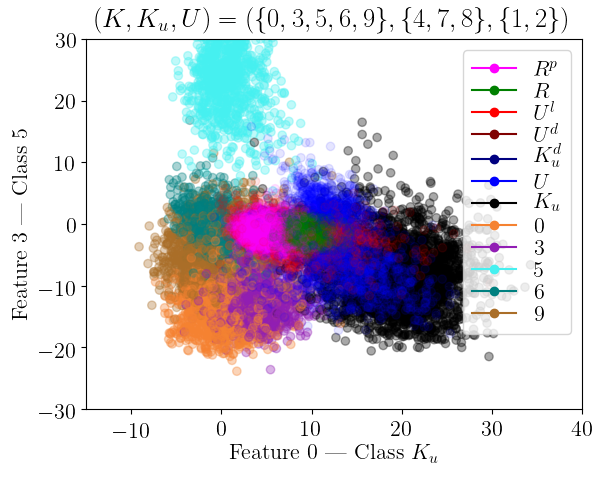 (K, K_u, U) = ({0, 3, 5, 6, 9}, {4, 7, 8}, {1, 2})
30
20
10
0
−10
−20
−30
Feature 3 — Class 5
R^p
R
U^l
U^d
K_u^d
U
K_u
0
3
5
6
9
−10
0
10
20
30
40
Feature 0 — Class K_u